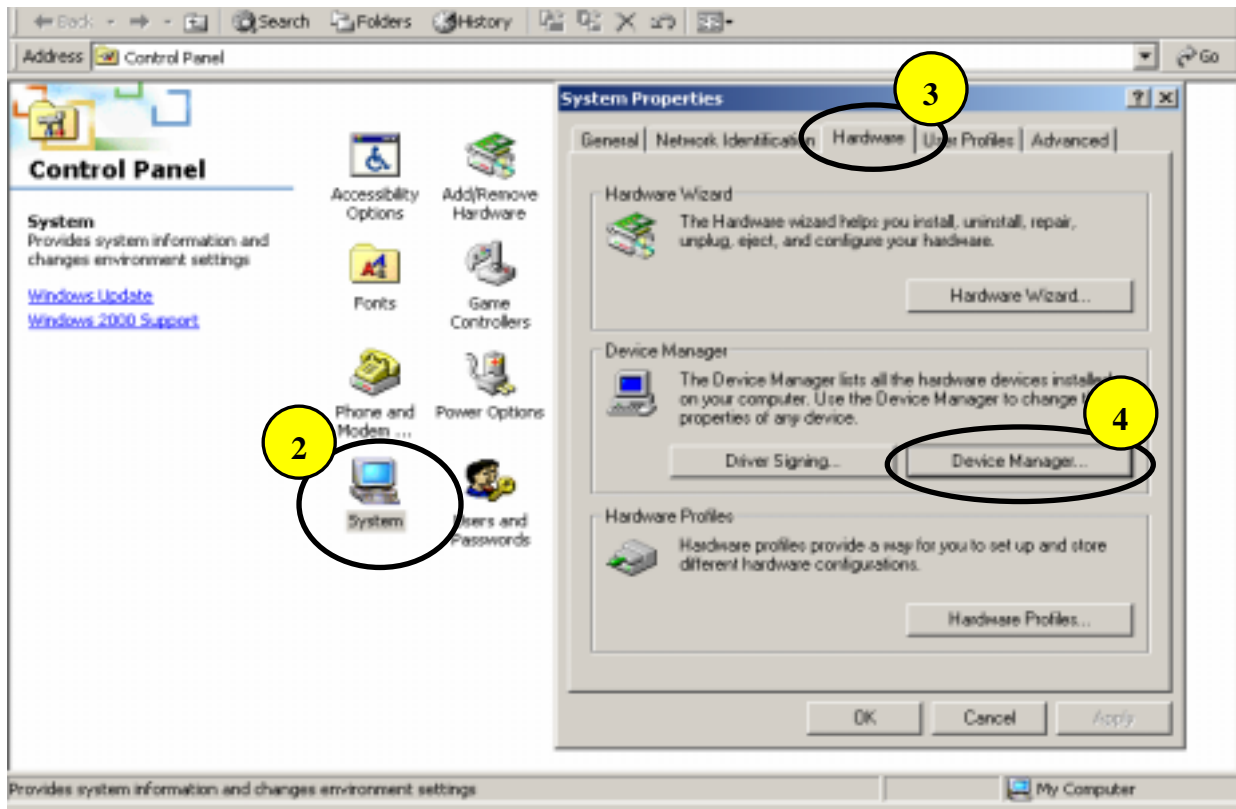 Back Search Folders History
Address Control Panel Go
Control Panel
System
Provides system information and
changes environment settings
Windows Update
Windows 2000 Support
Accessibility
Options
Add/Remove
Hardware
Fonts
Game
Controllers
Phone and
Modem ...
Power Options
2
System
Users and
Passwords
System Properties
3
General Network Identification Hardware User Profiles Advanced
Hardware Wizard
The Hardware wizard helps you install, uninstall, repair,
unplug, eject, and configure your hardware.
Hardware Wizard...
Device Manager
The Device Manager lists all the hardware devices installed
on your computer. Use the Device Manager to change
properties of any device.
4
Driver Signing... Device Manager...
Hardware Profiles
Hardware profiles provide a way for you to set up and store
different hardware configurations.
Hardware Profiles...
OK Cancel Apply
Provides system information and changes environment settings My Computer